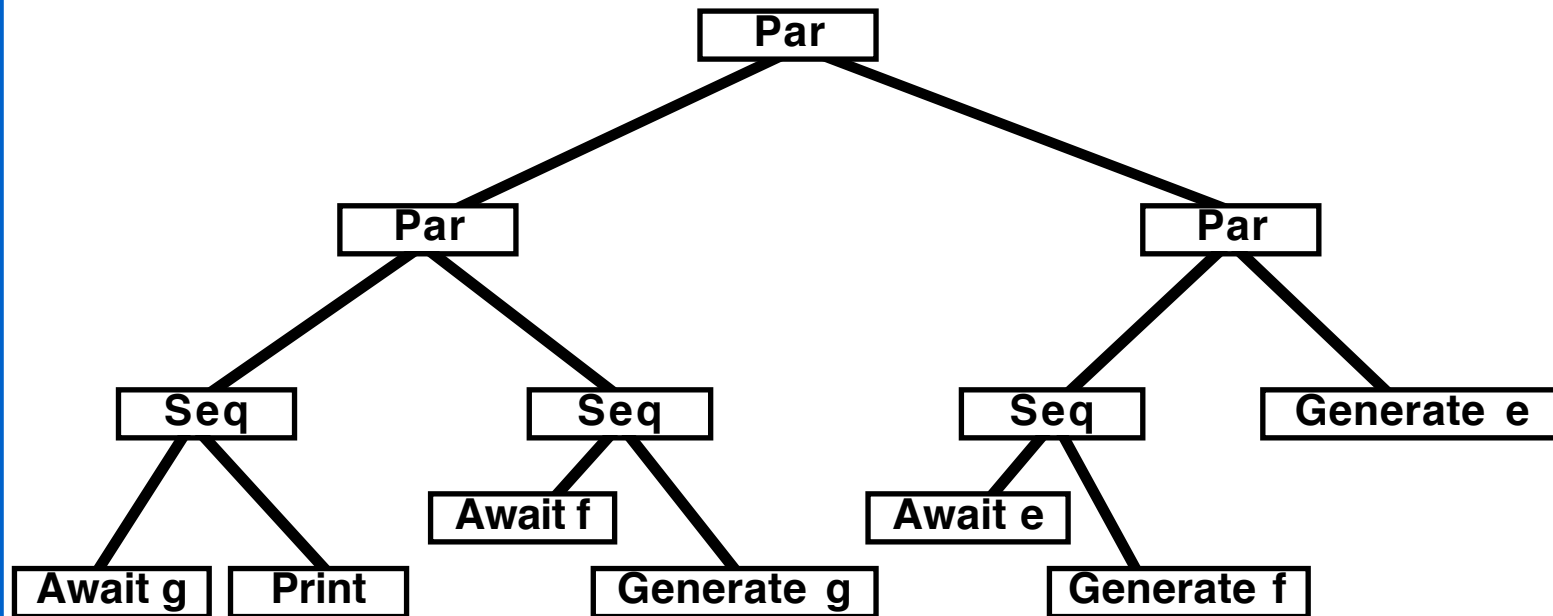 Par
Par
Par
Seq
Seq
Seq
Generate e
Await f
Await e
Await g
Print
Generate g
Generate f